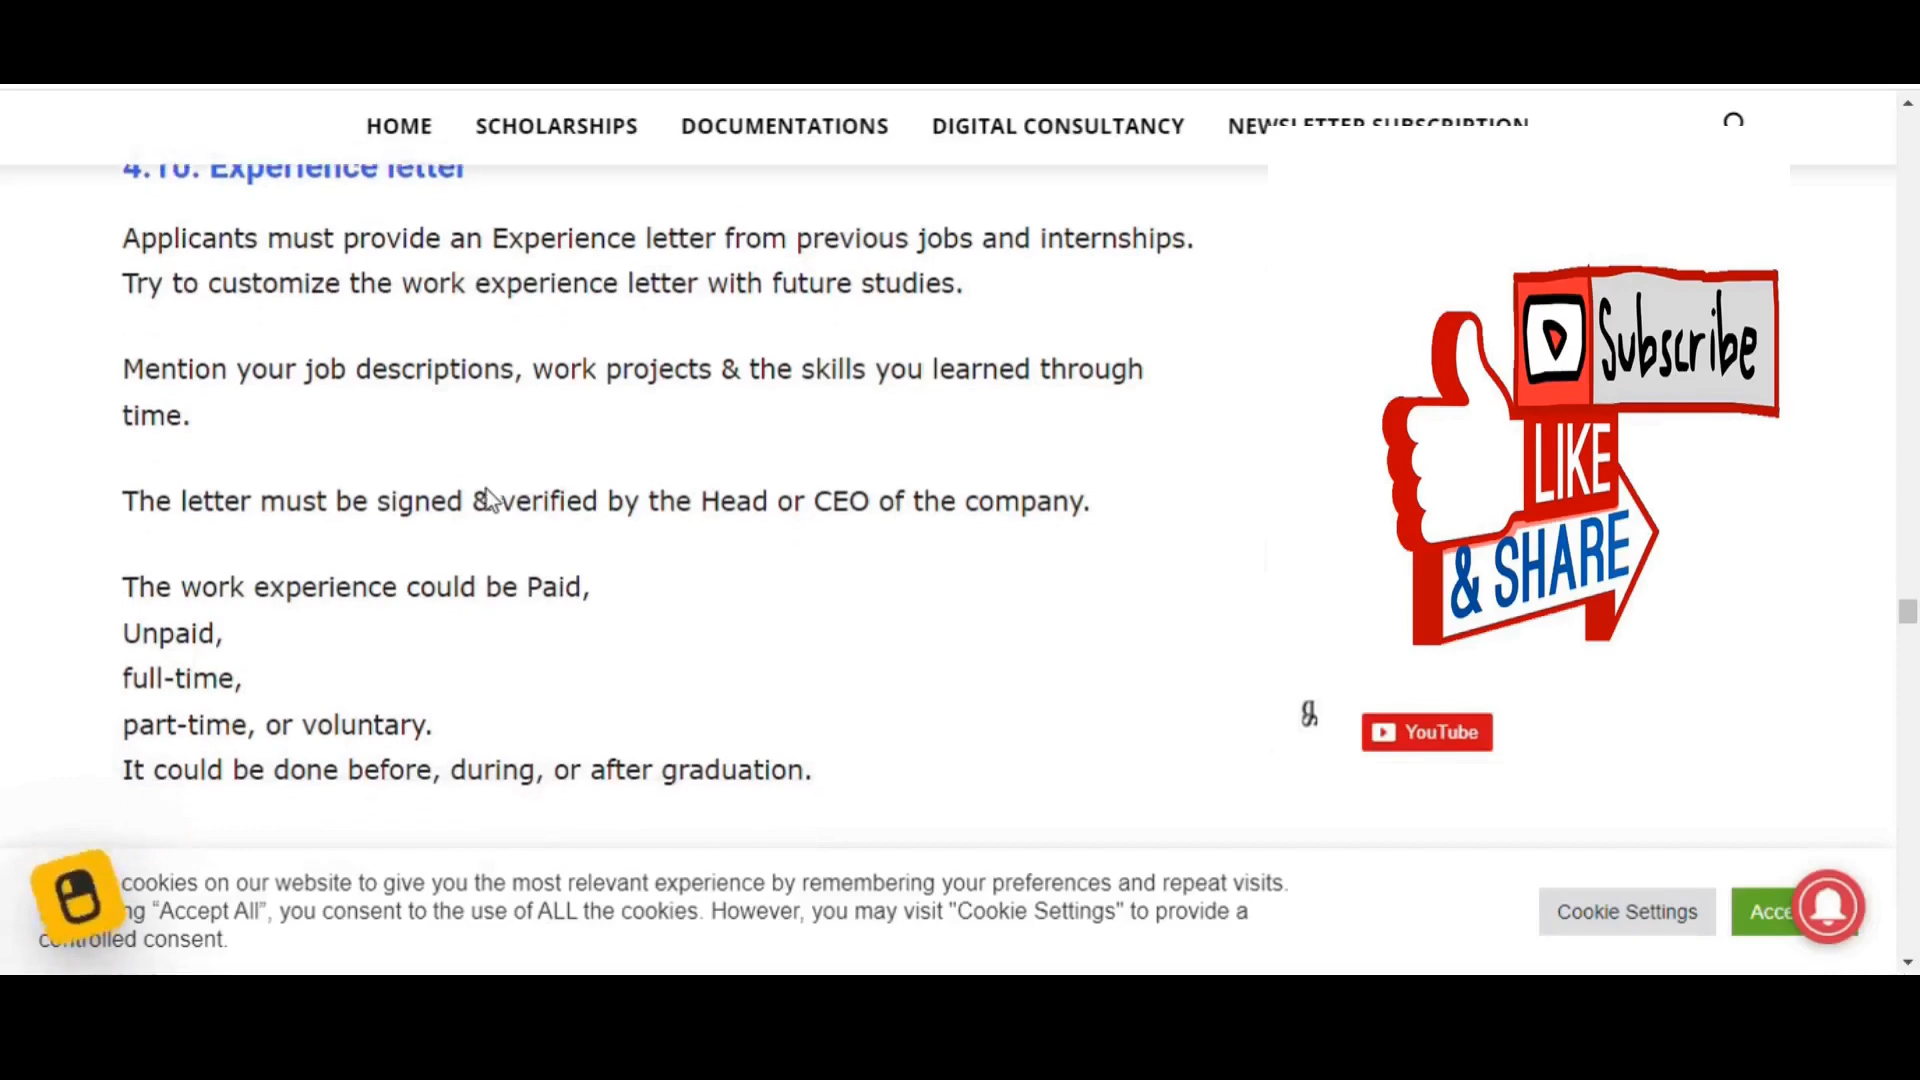 HOME SCHOLARSHIPS DOCUMENTATIONS DIGITAL CONSULTANCY NEWSLETTER SUBSCRIPTION
4.10. Experience letter
Applicants must provide an Experience letter from previous jobs and internships.
Try to customize the work experience letter with future studies.
Mention your job descriptions, work projects & the skills you learned through
time.
The letter must be signed & verified by the Head or CEO of the company.
The work experience could be Paid,
Unpaid,
full-time,
part-time, or voluntary.
It could be done before, during, or after graduation.
Subscribe
LIKE
& SHARE
YouTube
cookies on our website to give you the most relevant experience by remembering your preferences and repeat visits.
ng “Accept All”, you consent to the use of ALL the cookies. However, you may visit "Cookie Settings" to provide a
controlled consent.
Cookie Settings
Acce